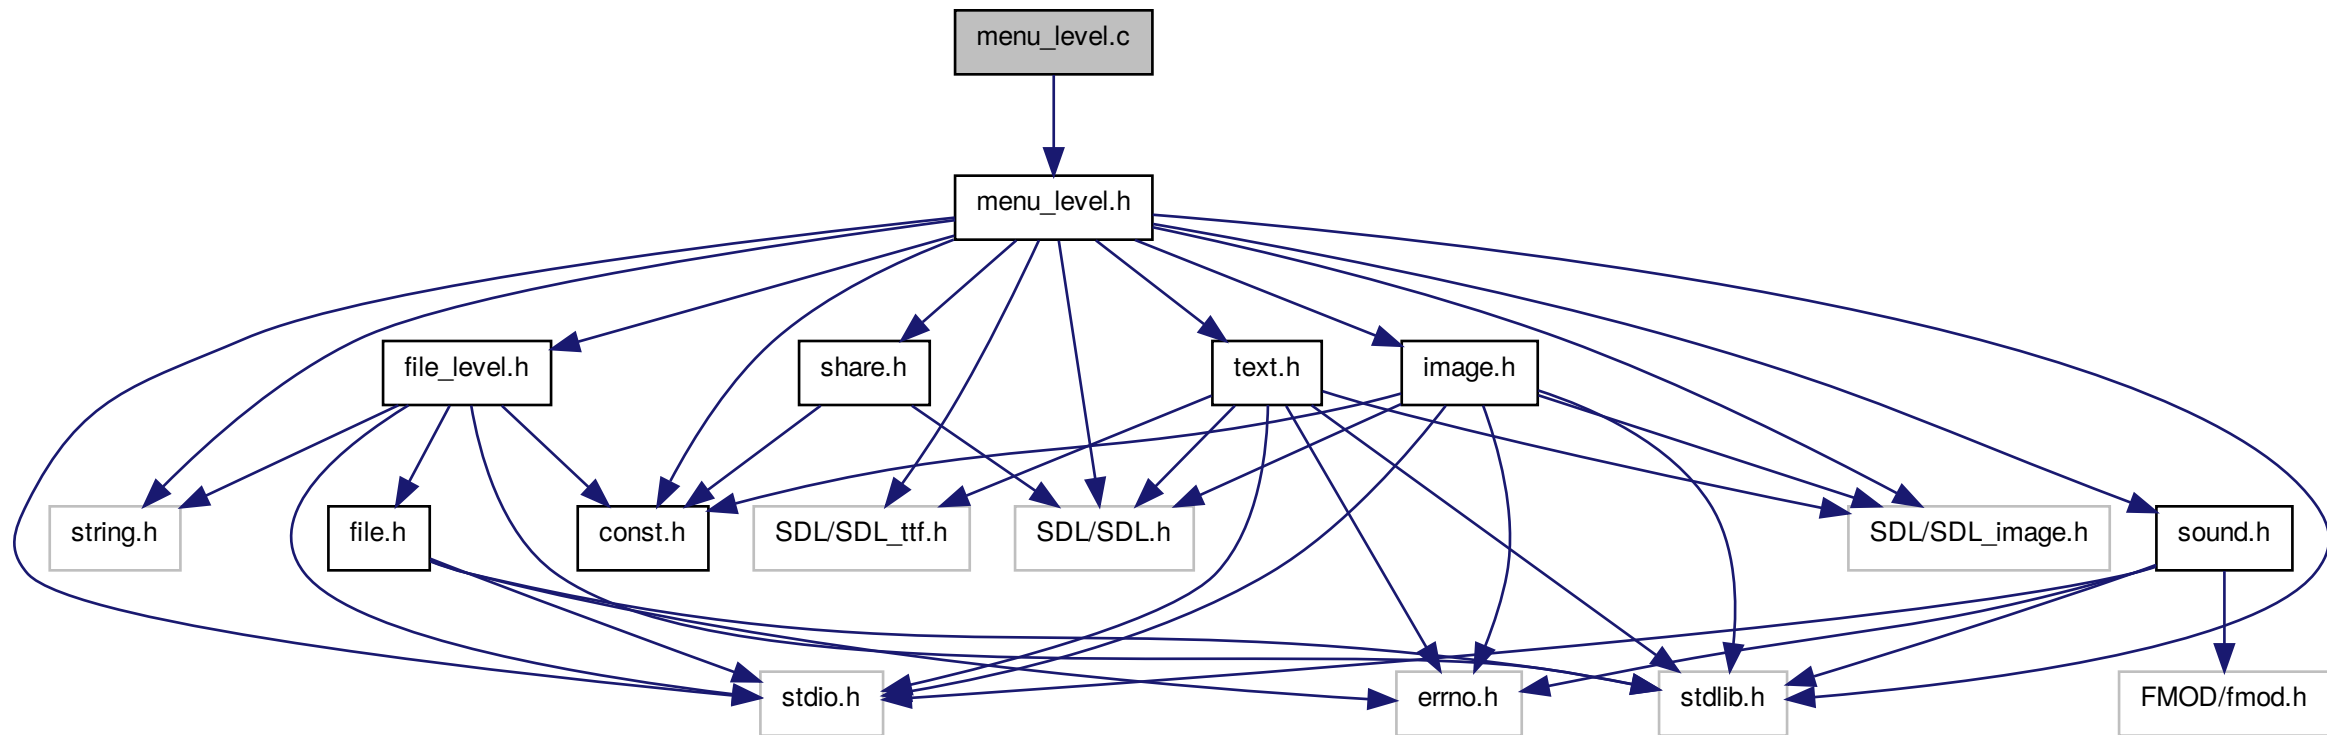 menu_level.c
menu_level.h
file_level.h
share.h
text.h
image.h
string.h
file.h
const.h
SDL/SDL_ttf.h
SDL/SDL.h
SDL/SDL_image.h
sound.h
stdio.h
errno.h
stdlib.h
FMOD/fmod.h